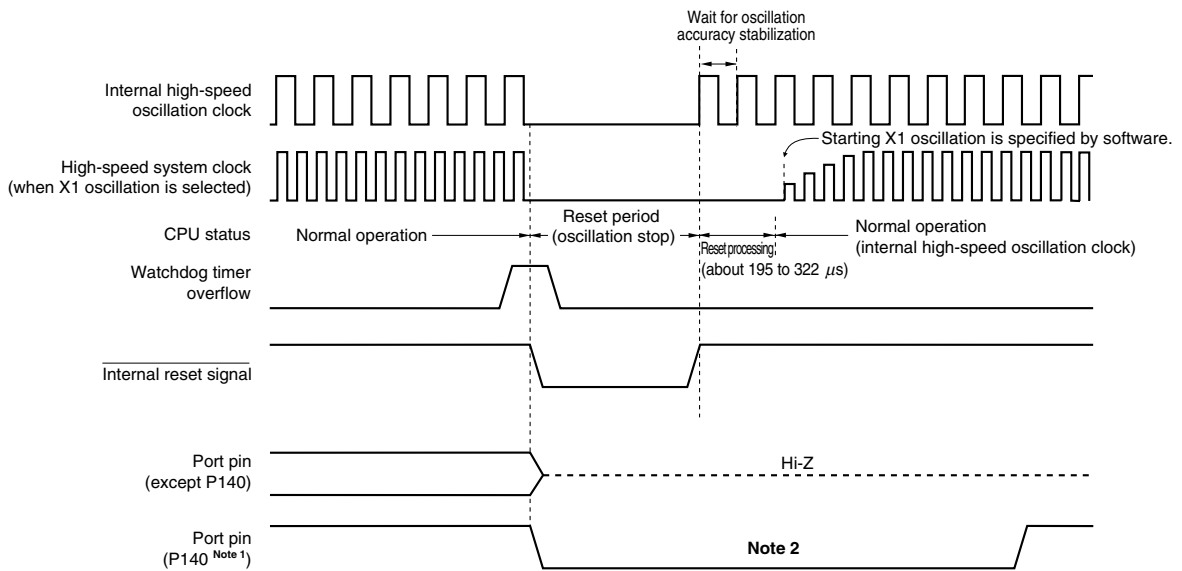 Wait for oscillation
accuracy stabilization
Internal high-speed
oscillation clock
Starting X1 oscillation is specified by software.
High-speed system clock
(when X1 oscillation is selected)
CPU status
Normal operation
Reset period
(oscillation stop)
Reset processing
(about 195 to 322 μs)
Normal operation
(internal high-speed oscillation clock)
Watchdog timer
overflow
Internal reset signal
Port pin
(except P140)
Hi-Z
Port pin
(P140 Note 1)
Note 2